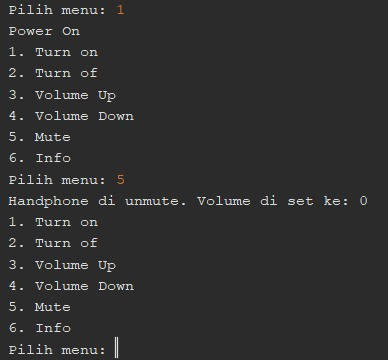 Pilih menu: 1
Power On
1. Turn on
2. Turn of
3. Volume Up
4. Volume Down
5. Mute
6. Info
Pilih menu: 5
Handphone di unmute. Volume di set ke: 0
1. Turn on
2. Turn of
3. Volume Up
4. Volume Down
5. Mute
6. Info
Pilih menu: